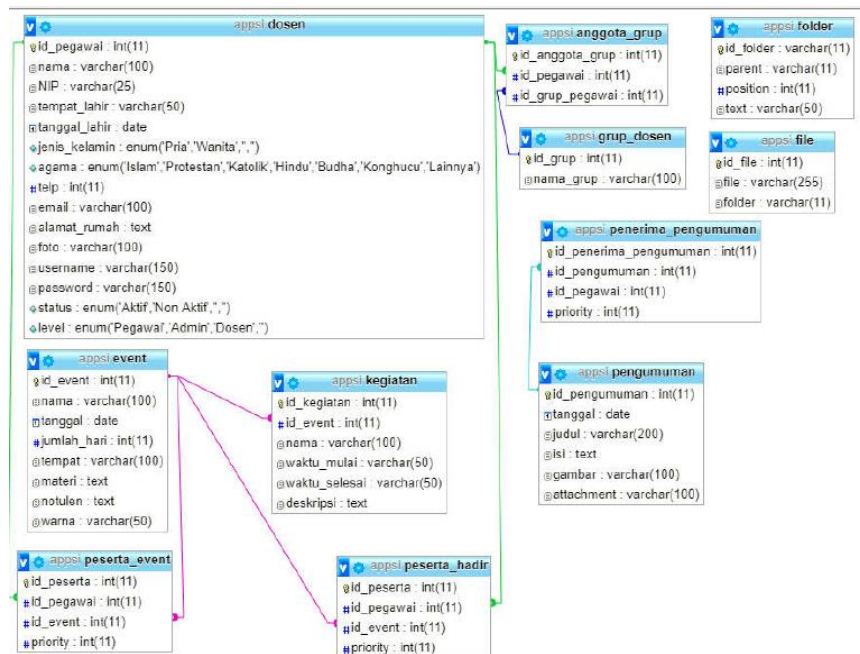 appsi dosen
id_pegawai : int(11)
nama : varchar(100)
NIP : varchar(25)
tempat_lahir : varchar(50)
tanggal_lahir : date
jenis_kelamin : enum('Pria','Wanita','','')
agama : enum('Islam','Protestan','Katolik','Hindu','Budha','Konghucu','Lainnya')
# telp : int(11)
email : varchar(100)
alamat_rumah : text
foto : varchar(100)
username : varchar(150)
password : varchar(150)
status : enum('Aktif','Non Aktif','','')
level : enum('Pegawai','Admin','Dosen','')
appsi anggota_grup
id_anggota_grup : int(11)
# id_pegawai : int(11)
# id_grup_pegawai : int(11)
appsi folder
id_folder : varchar(11)
parent : varchar(11)
# position : int(11)
text : varchar(50)
appsi grup_dosen
id_grup : int(11)
nama_grup : varchar(100)
appsi file
id_file : int(11)
file : varchar(255)
folder : varchar(11)
appsi penerima_pengumuman
id_penerima_pengumuman : int(11)
# id_pengumuman : int(11)
# id_pegawai : int(11)
# priority : int(11)
appsi event
id_event : int(11)
nama : varchar(100)
tanggal : date
# jumlah_hari : int(11)
tempat : varchar(100)
materi : text
notulen : text
warna : varchar(50)
appsi kegiatan
id_kegiatan : int(11)
# id_event : int(11)
nama : varchar(100)
waktu_mulai : varchar(50)
waktu_selesai : varchar(50)
deskripsi : text
appsi pengumuman
id_pengumuman : int(11)
tanggal : date
judul : varchar(200)
isi : text
gambar : varchar(100)
attachment : varchar(100)
appsi peserta_event
id_peserta : int(11)
# id_pegawai : int(11)
# id_event : int(11)
# priority : int(11)
appsi peserta_hadir
id_peserta : int(11)
# id_pegawai : int(11)
# id_event : int(11)
# priority : int(11)